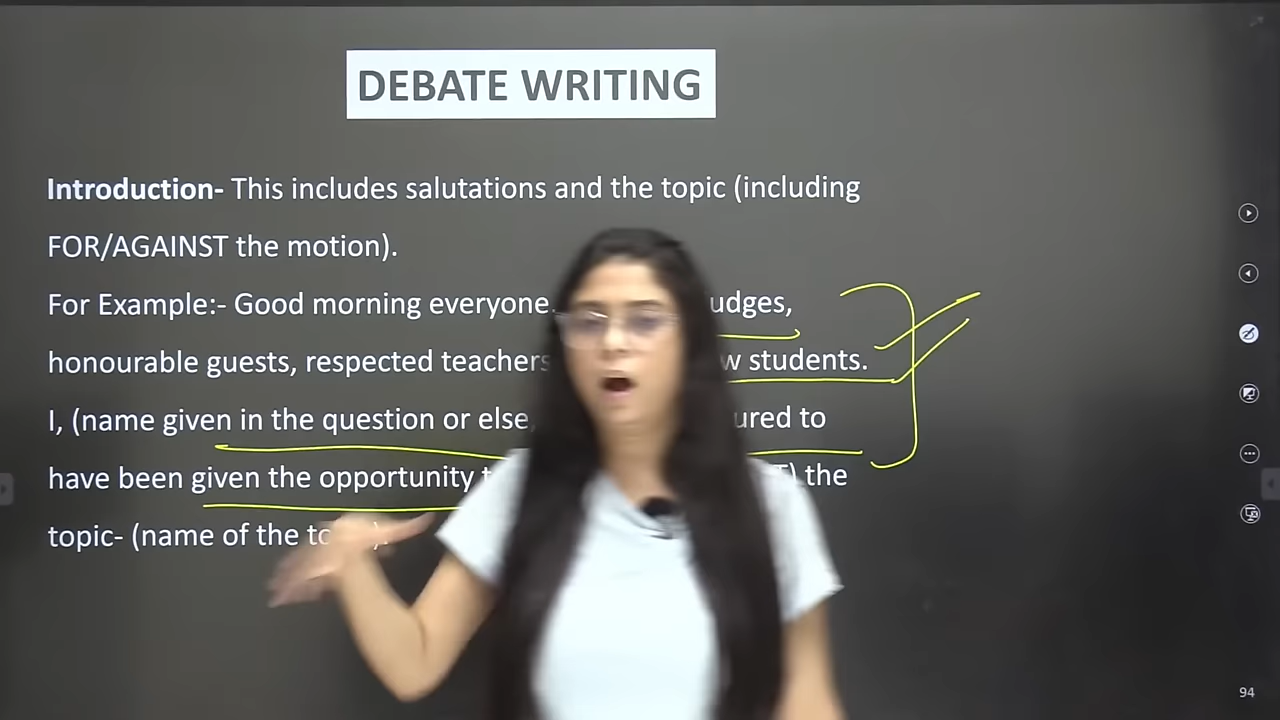 DEBATE WRITING
Introduction- This includes salutations and the topic (including
FOR/AGAINST the motion).
For Example:- Good morning everyone.
honourable guests, respected teachers students.
I, (name given in the question or else, to
have been given the opportunity the
topic- (name of the
94